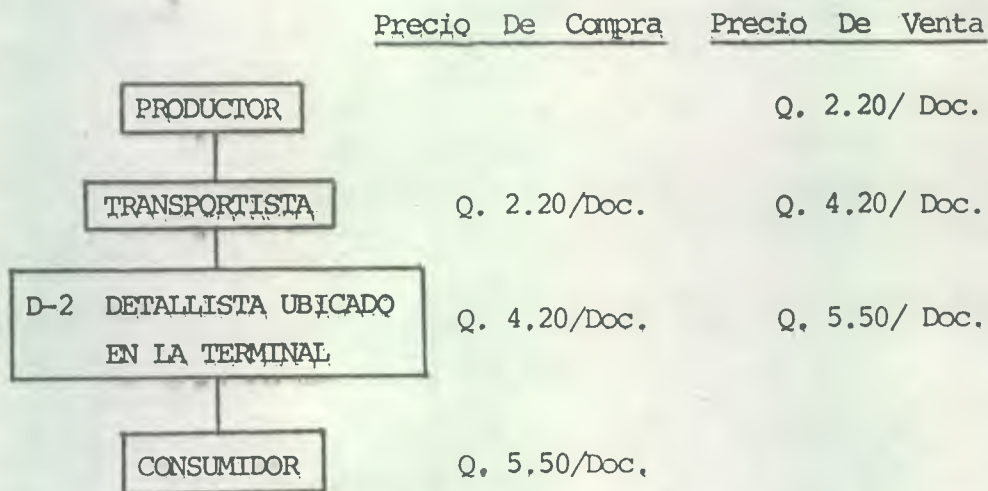 Precio De Compra Precio De Venta
PRODUCTOR Q. 2.20/ Doc.
TRANSPORTISTA Q. 2.20/Doc. Q. 4.20/ Doc.
D-2 DETALLISTA UBICADO
EN LA TERMINAL Q. 4.20/Doc. Q. 5.50/ Doc.
CONSUMIDOR Q. 5.50/Doc.